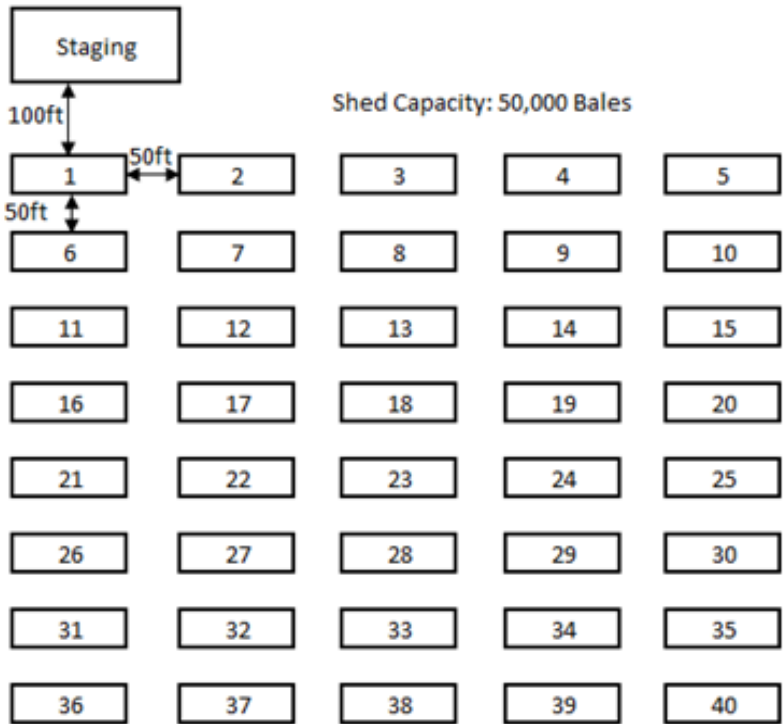 Staging
100ft
Shed Capacity: 50,000 Bales
50ft
1 2 3 4 5
50ft
6 7 8 9 10
11 12 13 14 15
16 17 18 19 20
21 22 23 24 25
26 27 28 29 30
31 32 33 34 35
36 37 38 39 40